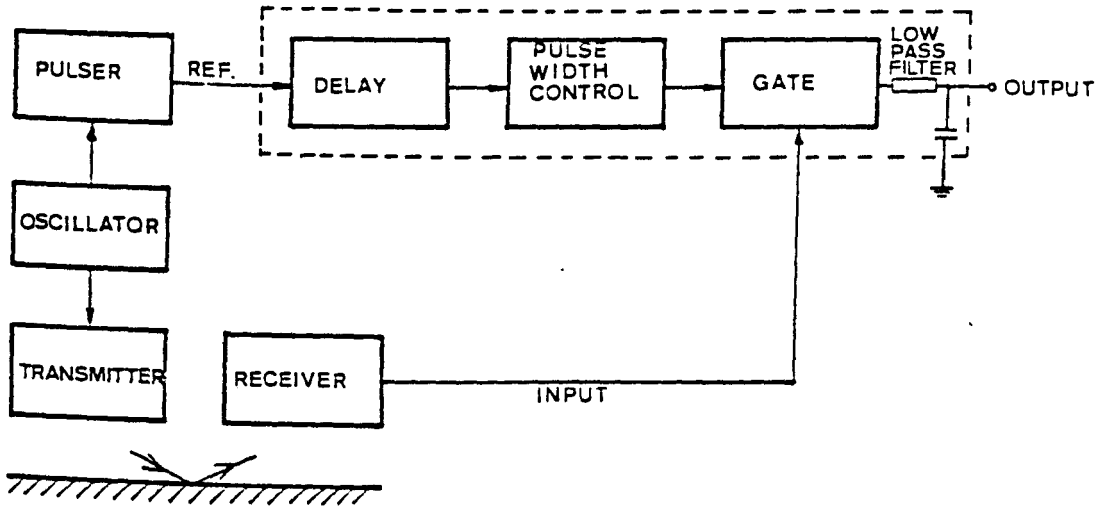 PULSER
REF.
DELAY
PULSE
WIDTH
CONTROL
GATE
LOW
PASS
FILTER
OUTPUT
OSCILLATOR
TRANSMITTER
RECEIVER
INPUT